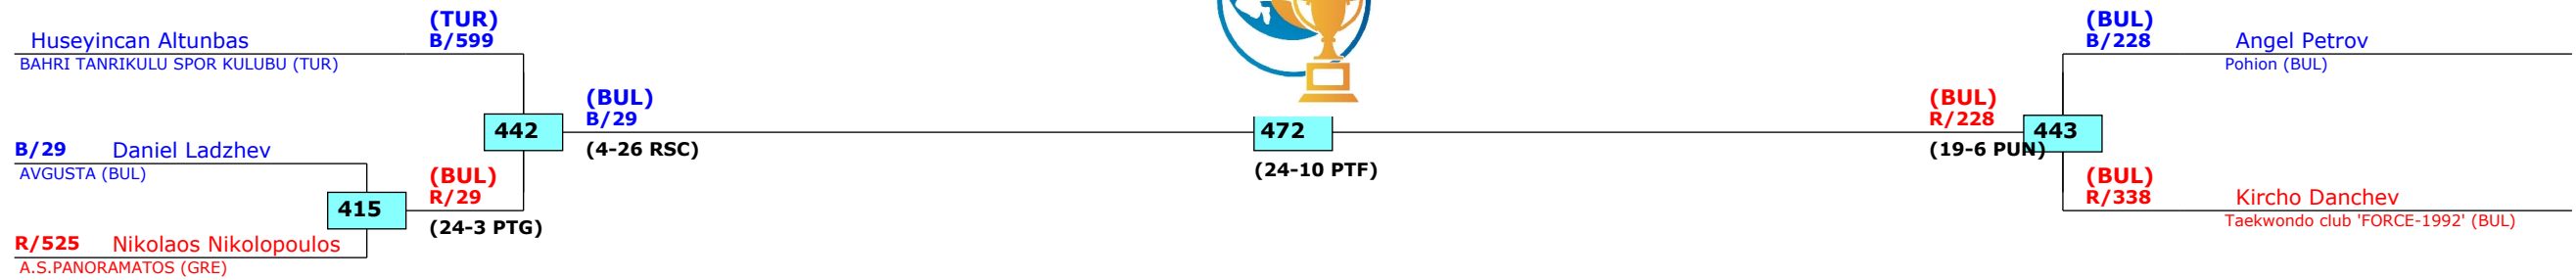 (TUR)
Huseyincan Altunbas B/599
BAHRI TANRIKULU SPOR KULUBU (TUR)
(BUL)
B/29
442
(4-26 RSC)
B/29 Daniel Ladzhev
AVGUSTA (BUL)
(BUL)
R/29
415
(24-3 PTG)
R/525 Nikolaos Nikolopoulos
A.S.PANORAMATOS (GRE)
472
(24-10 PTF)
(BUL)
B/228 Angel Petrov
Pohion (BUL)
(BUL)
R/228
443
(19-6 PUN)
(BUL)
R/338 Kircho Danchev
Taekwondo club 'FORCE-1992' (BUL)